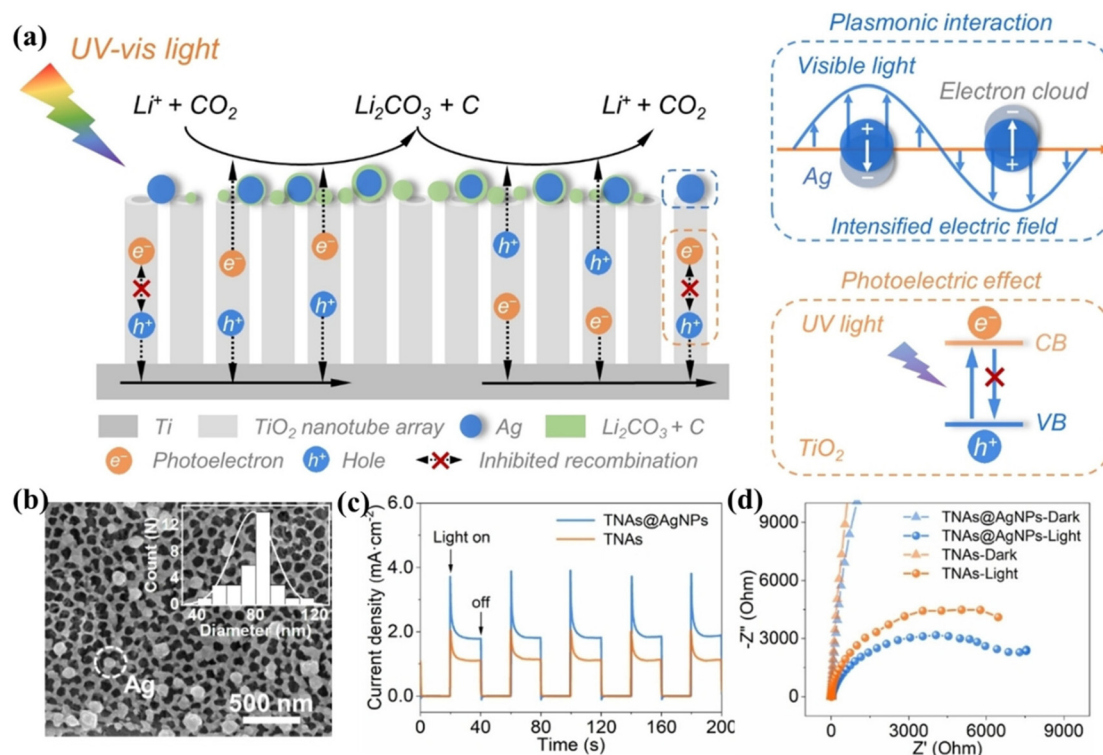 (a)
UV-vis light
Li⁺ + CO₂
Li₂CO₃ + C
Li⁺ + CO₂
e⁻
h⁺
e⁻
h⁺
e⁻
h⁺
h⁺
e⁻
h⁺
e⁻
e⁻
h⁺
Ti
TiO₂ nanotube array
Ag
Li₂CO₃ + C
e⁻ Photoelectron
h⁺ Hole
Inhibited recombination
Plasmonic interaction
Visible light
Electron cloud
+
−
−
+
Ag
Intensified electric field
Photoelectric effect
UV light
e⁻
CB
VB
h⁺
TiO₂
(b)
Count (N)
12
8
4
0
40 80 120
Diameter (nm)
Ag
500 nm
(c)
Current density (mA·cm⁻²)
6.0
4.0
2.0
0.0
TNAs@AgNPs
TNAs
Light on
off
0 40 80 120 160 200
Time (s)
(d)
-Z'' (Ohm)
9000
6000
3000
0
TNAs@AgNPs-Dark
TNAs@AgNPs-Light
TNAs-Dark
TNAs-Light
0 3000 6000 9000
Z' (Ohm)